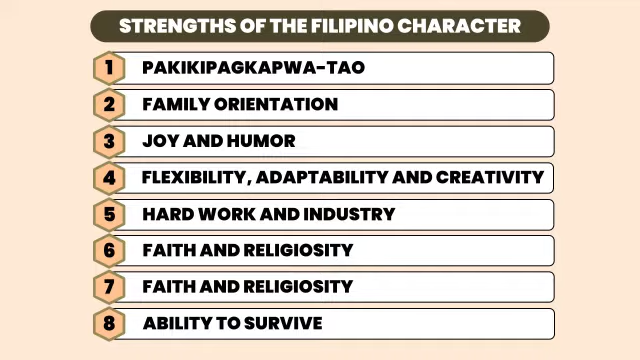 STRENGTHS OF THE FILIPINO CHARACTER
1 PAKIKIPAGKAPWA-TAO
2 FAMILY ORIENTATION
3 JOY AND HUMOR
4 FLEXIBILITY, ADAPTABILITY AND CREATIVITY
5 HARD WORK AND INDUSTRY
6 FAITH AND RELIGIOSITY
7 FAITH AND RELIGIOSITY
8 ABILITY TO SURVIVE